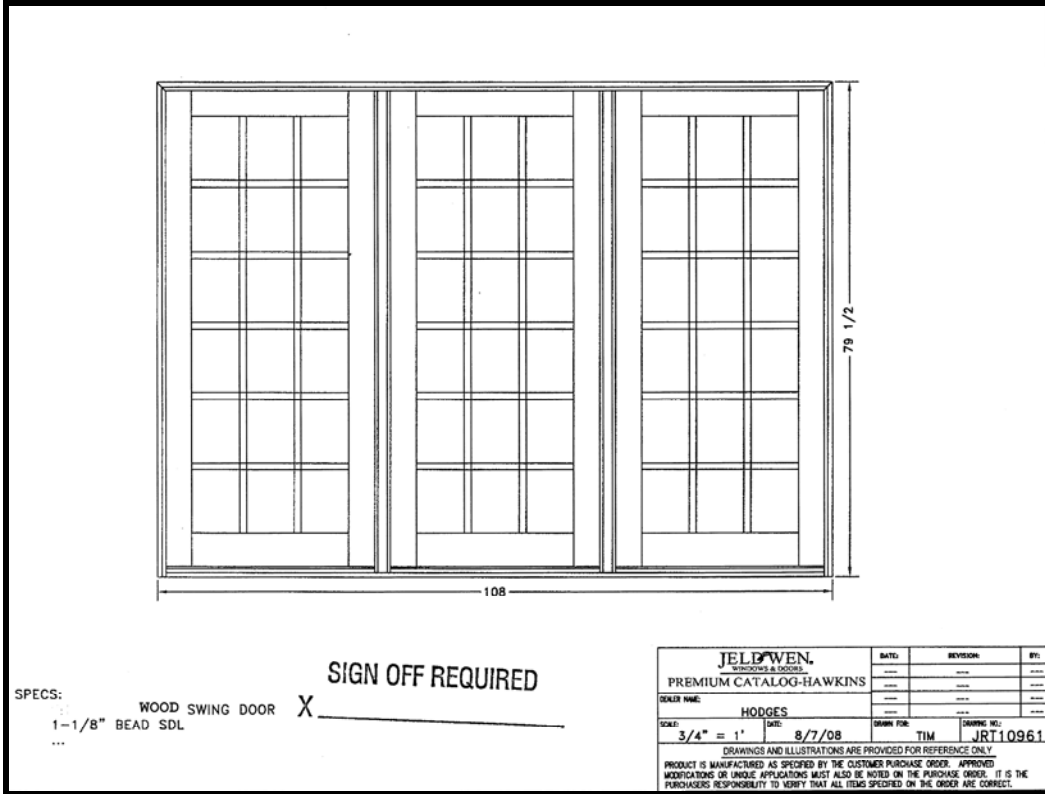 79 1/2
108
SIGN OFF REQUIRED
X
SPECS:
WOOD SWING DOOR
1-1/8" BEAD SDL
...
JELD-WEN.
WINDOWS & DOORS
PREMIUM CATALOG-HAWKINS
DATE: REVISION: BY:
---- ---- ----
---- ---- ----
---- ---- ----
---- ---- ----
DEALER NAME:
HODGES
SCALE: DATE: DRAWN FOR: DRAWING NO.:
3/4" = 1' 8/7/08 TIM JRT10961
DRAWINGS AND ILLUSTRATIONS ARE PROVIDED FOR REFERENCE ONLY
PRODUCT IS MANUFACTURED AS SPECIFIED BY THE CUSTOMER PURCHASE ORDER. APPROVED
MODIFICATIONS OR UNIQUE APPLICATIONS MUST ALSO BE NOTED ON THE PURCHASE ORDER. IT IS THE
PURCHASERS RESPONSIBILITY TO VERIFY THAT ALL ITEMS SPECIFIED ON THE ORDER ARE CORRECT.